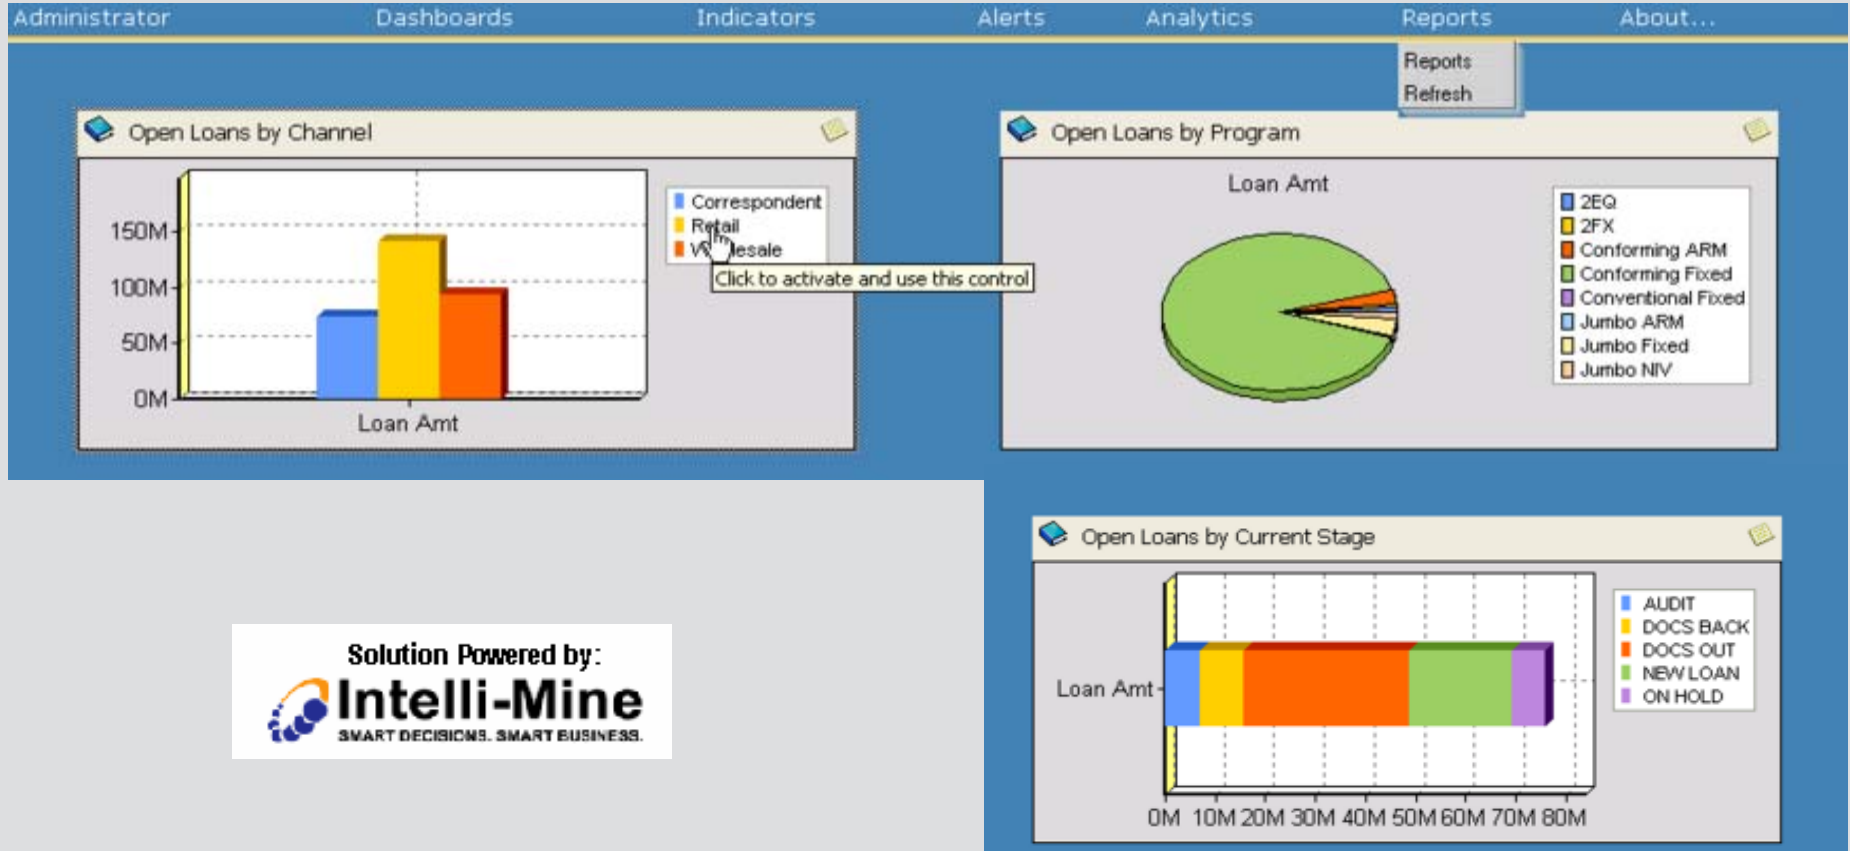 Administrator Dashboards Indicators Alerts Analytics Reports About...
Reports
Refresh
Open Loans by Channel
150M
100M
50M
0M
Loan Amt
Correspondent
Retail
Click to activate and use this control
Open Loans by Program
Loan Amt
2EQ
2FX
Conforming ARM
Conforming Fixed
Conventional Fixed
Jumbo ARM
Jumbo Fixed
Jumbo NIV
Solution Powered by:
Intelli-Mine
SMART DECISIONS. SMART BUSINESS.
Open Loans by Current Stage
Loan Amt
0M 10M 20M 30M 40M 50M 60M 70M 80M
AUDIT
DOCS BACK
DOCS OUT
NEW LOAN
ON HOLD